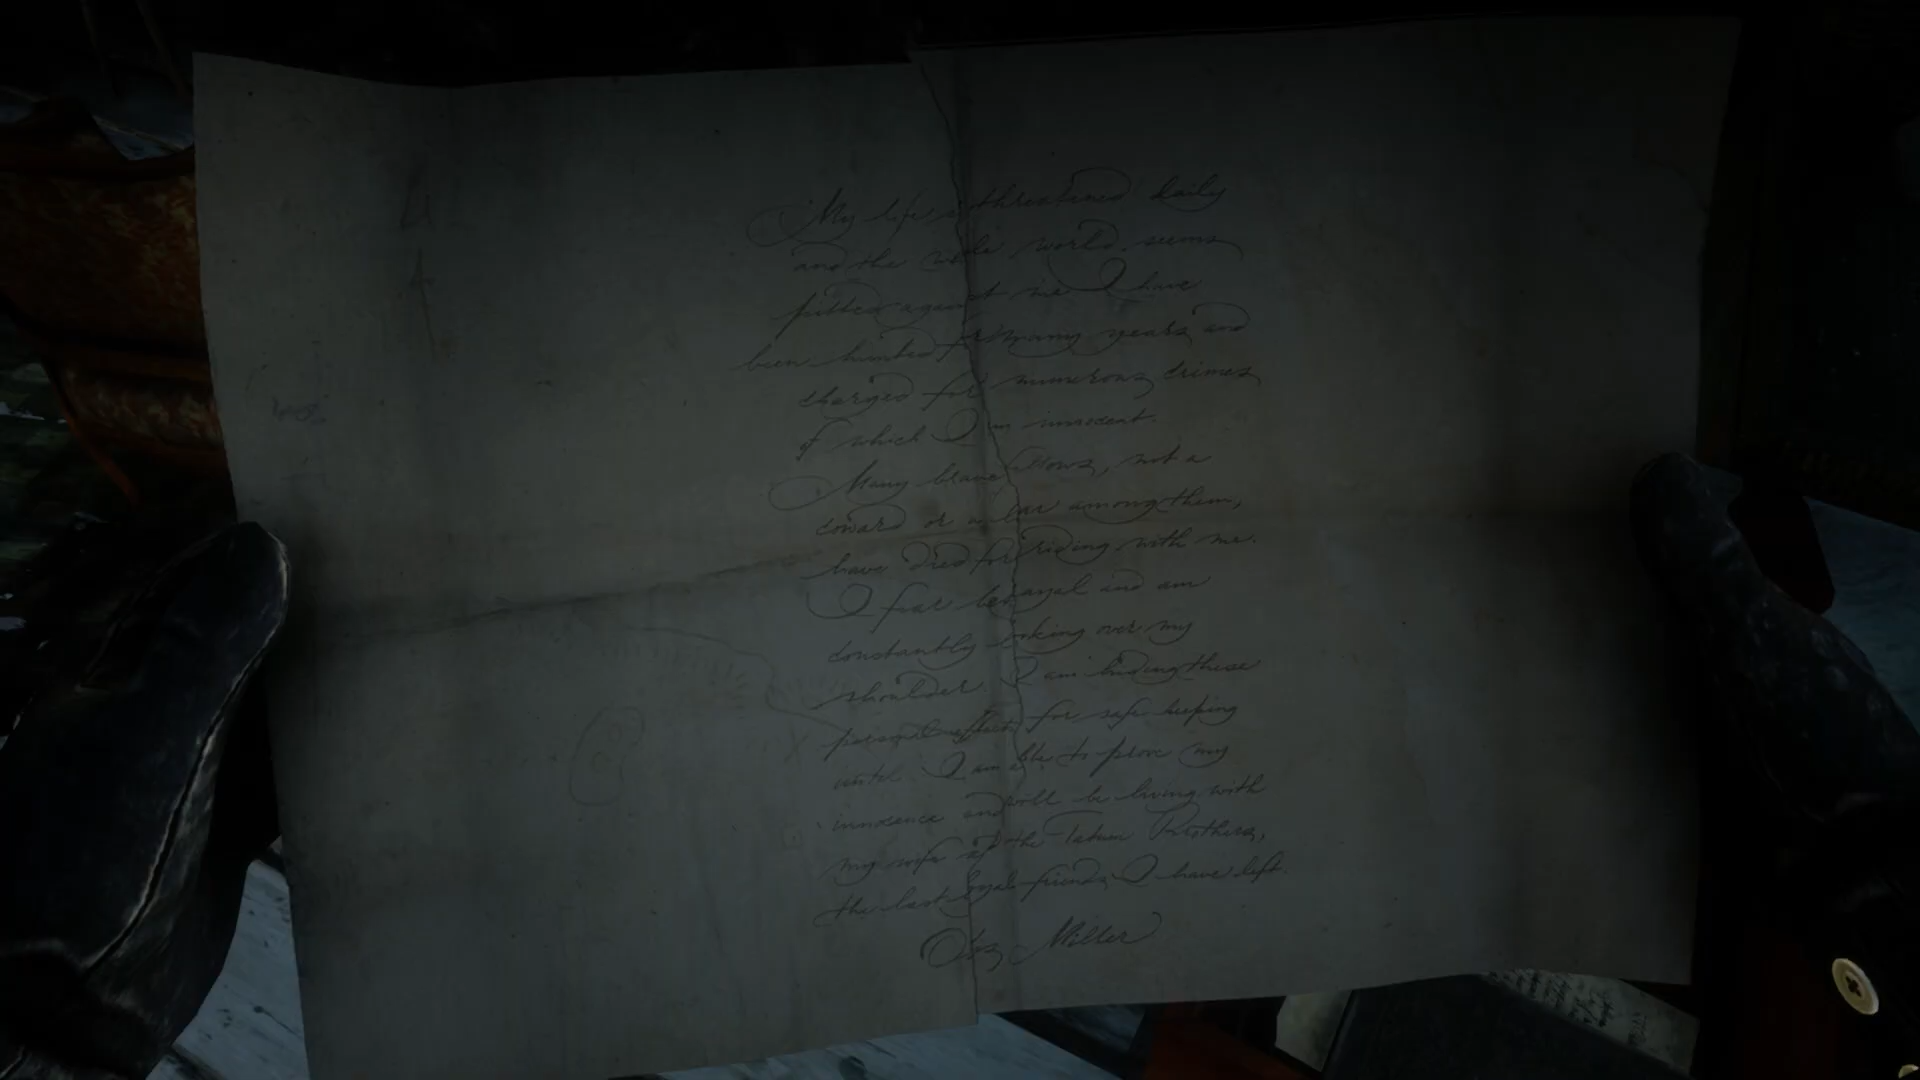 My life is threatened daily
and the whole world seems
pitted against me I have
been hunted for many years and
charged for numerous crimes
of which I am innocent.
Many brave fellows, not a
coward or a liar among them,
have died for riding with me.
I fear betrayal and am
constantly looking over my
shoulder. I am hiding these
personal effects for safe keeping
until I am able to prove my
innocence and will be living with
my wife at the Tatum Brothers,
the last loyal friends I have left.
Miller